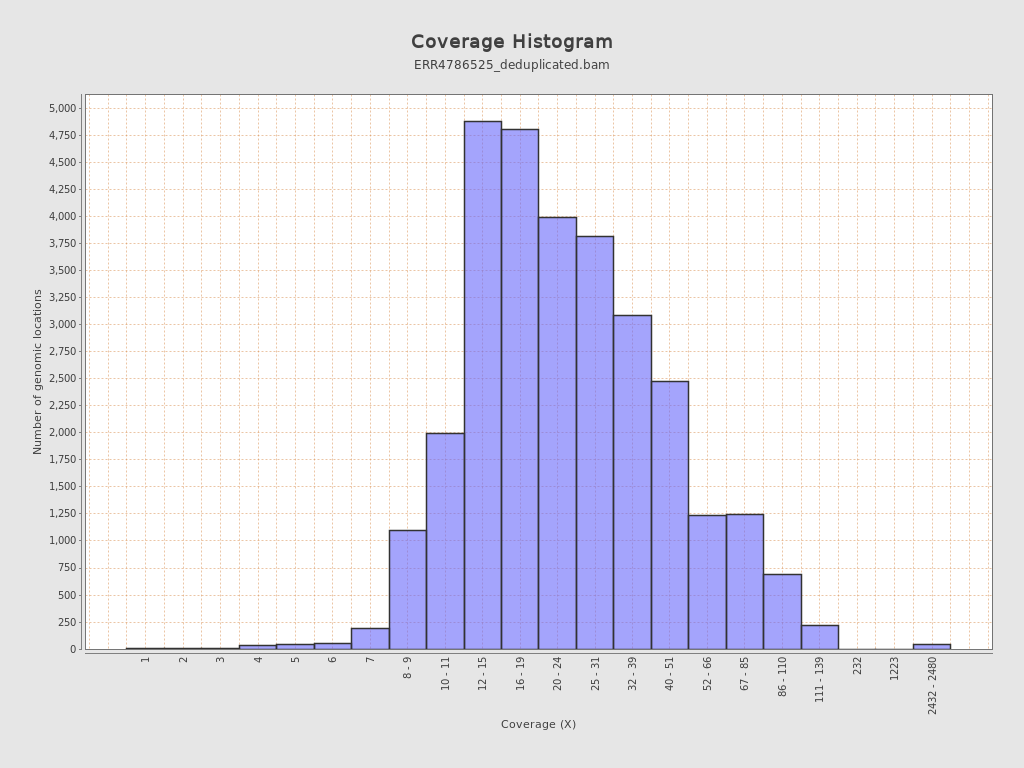 Coverage Histogram
ERR4786525_deduplicated.bam
Number of genomic locations
5,000
4,750
4,500
4,250
4,000
3,750
3,500
3,250
3,000
2,750
2,500
2,250
2,000
1,750
1,500
1,250
1,000
750
500
250
0
1
2
3
4
5
6
7
8 - 9
10 - 11
12 - 15
16 - 19
20 - 24
25 - 31
32 - 39
40 - 51
52 - 66
67 - 85
86 - 110
111 - 139
232
1223
2432 - 2480
Coverage (X)